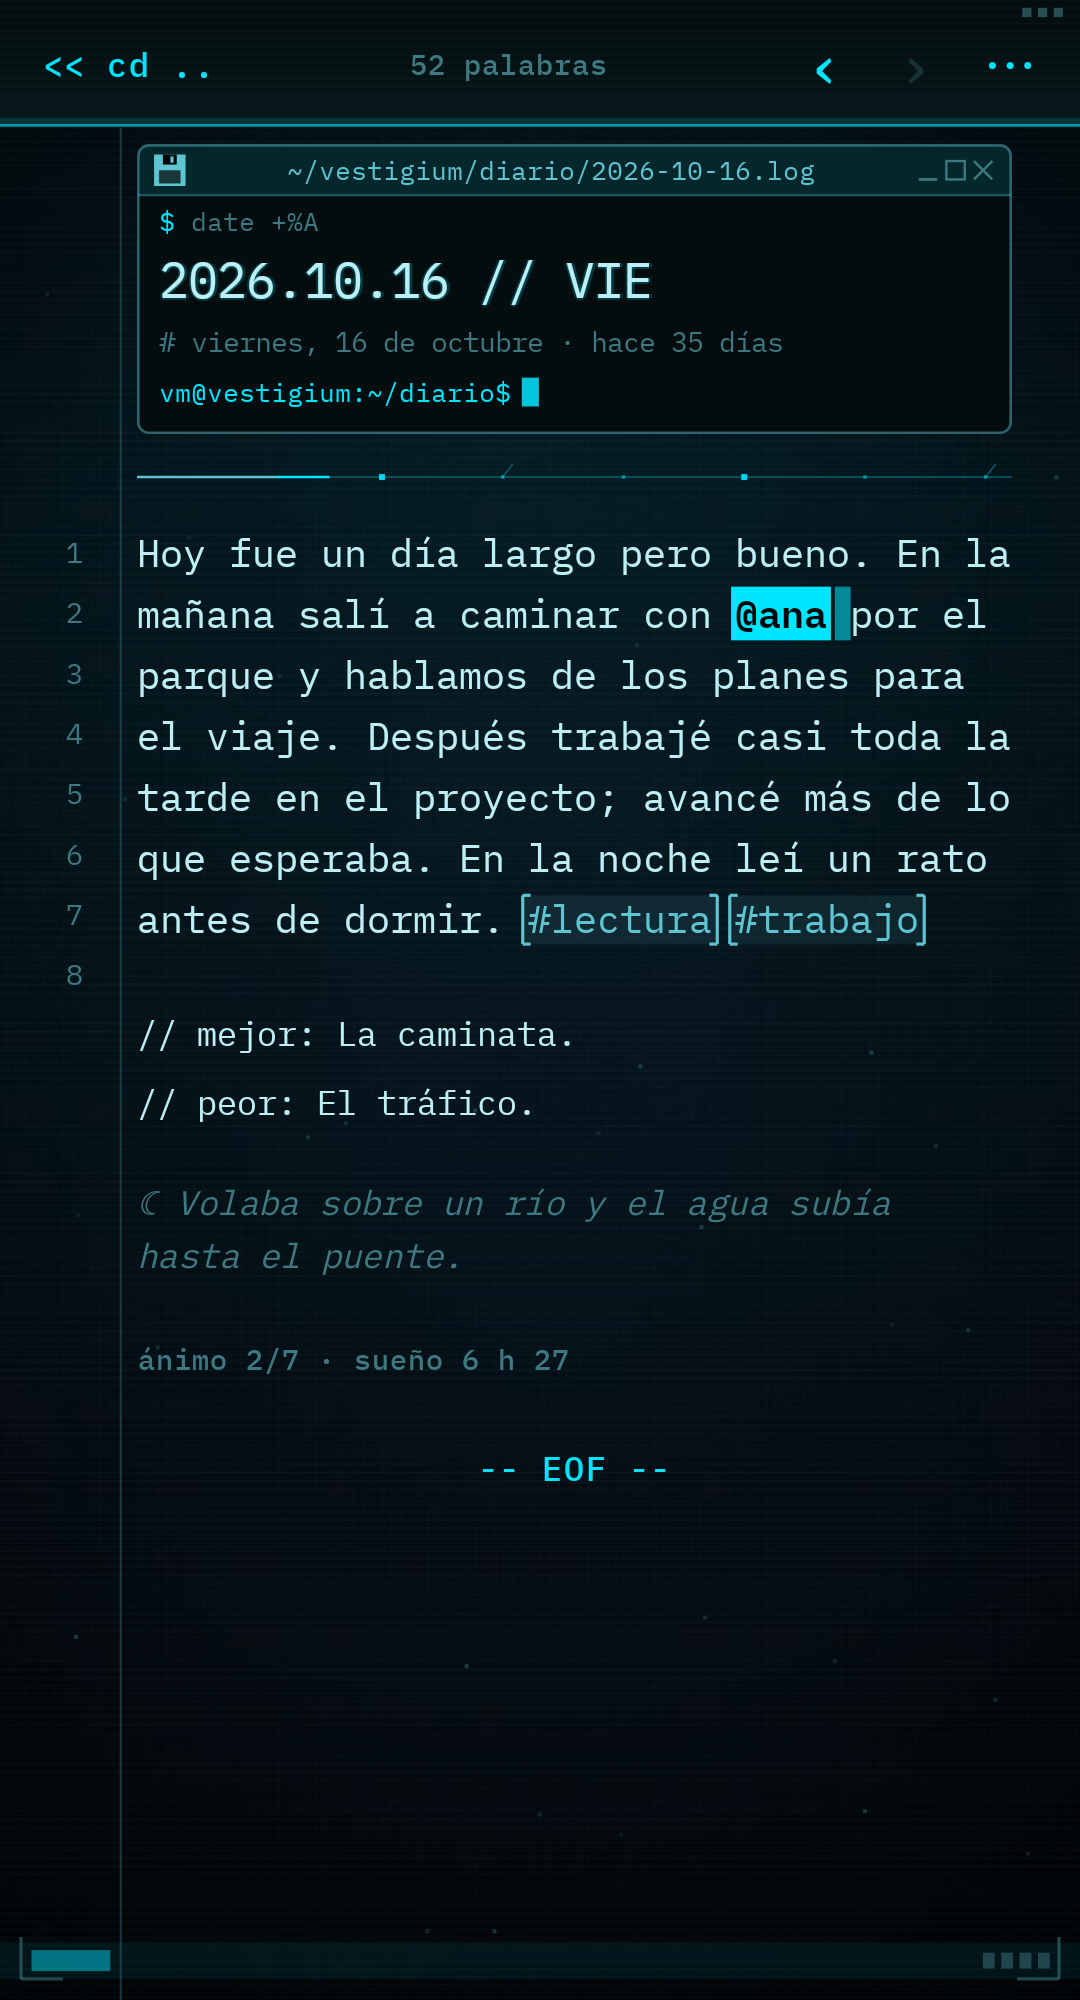 << cd .. 52 palabras ‹ › ···
~/vestigium/diario/2026-10-16.log
$ date +%A
2026.10.16 // VIE
# viernes, 16 de octubre · hace 35 días
vm@vestigium:~/diario$
1 Hoy fue un día largo pero bueno. En la
2 mañana salí a caminar con @ana por el
3 parque y hablamos de los planes para
4 el viaje. Después trabajé casi toda la
5 tarde en el proyecto; avancé más de lo
6 que esperaba. En la noche leí un rato
7 antes de dormir. [#lectura] [#trabajo]
8
// mejor: La caminata.
// peor: El tráfico.
☾ Volaba sobre un río y el agua subía
hasta el puente.
ánimo 2/7 · sueño 6 h 27
-- EOF --